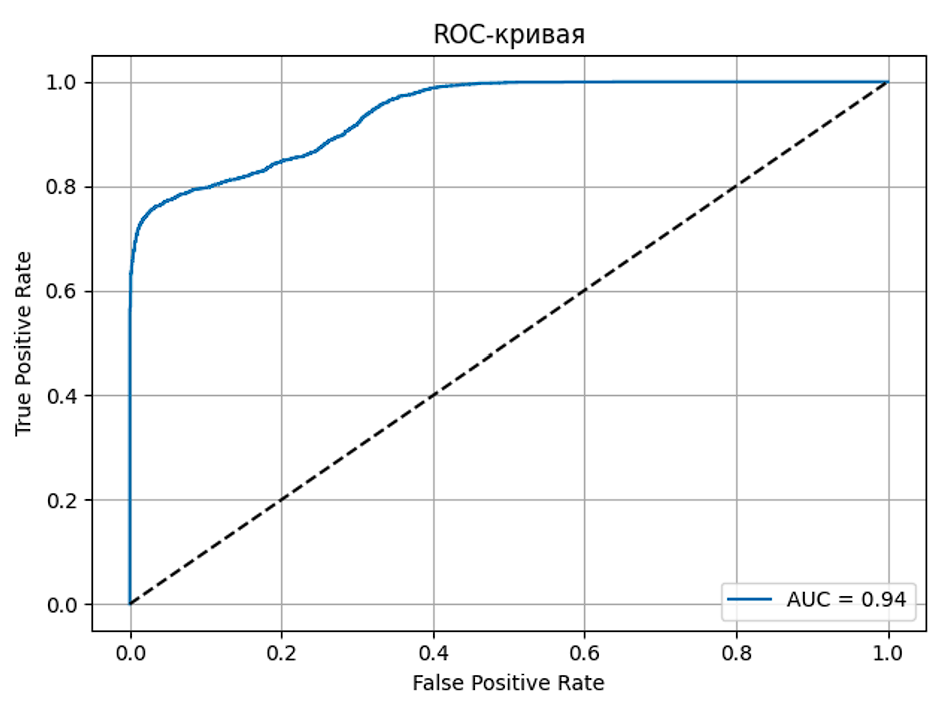 ROC-кривая
1.0
0.8
0.6
0.4
0.2
0.0
True Positive Rate
AUC = 0.94
0.0 0.2 0.4 0.6 0.8 1.0
False Positive Rate